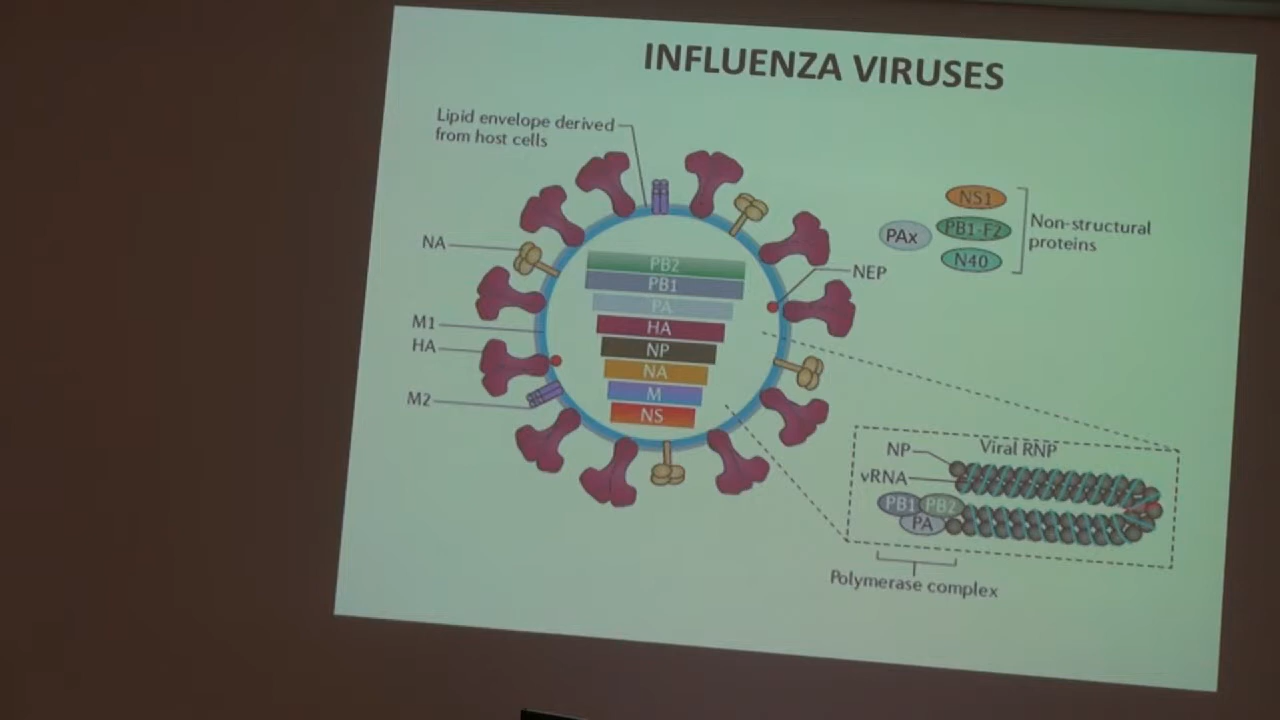 INFLUENZA VIRUSES
Lipid envelope derived
from host cells
NA
M1
HA
M2
PB2
PB1
PA
HA
NP
NA
M
NS
NEP
PAx
NS1
PB1-F2
N40
Non-structural
proteins
Viral RNP
NP
vRNA
PB1
PB2
PA
Polymerase complex